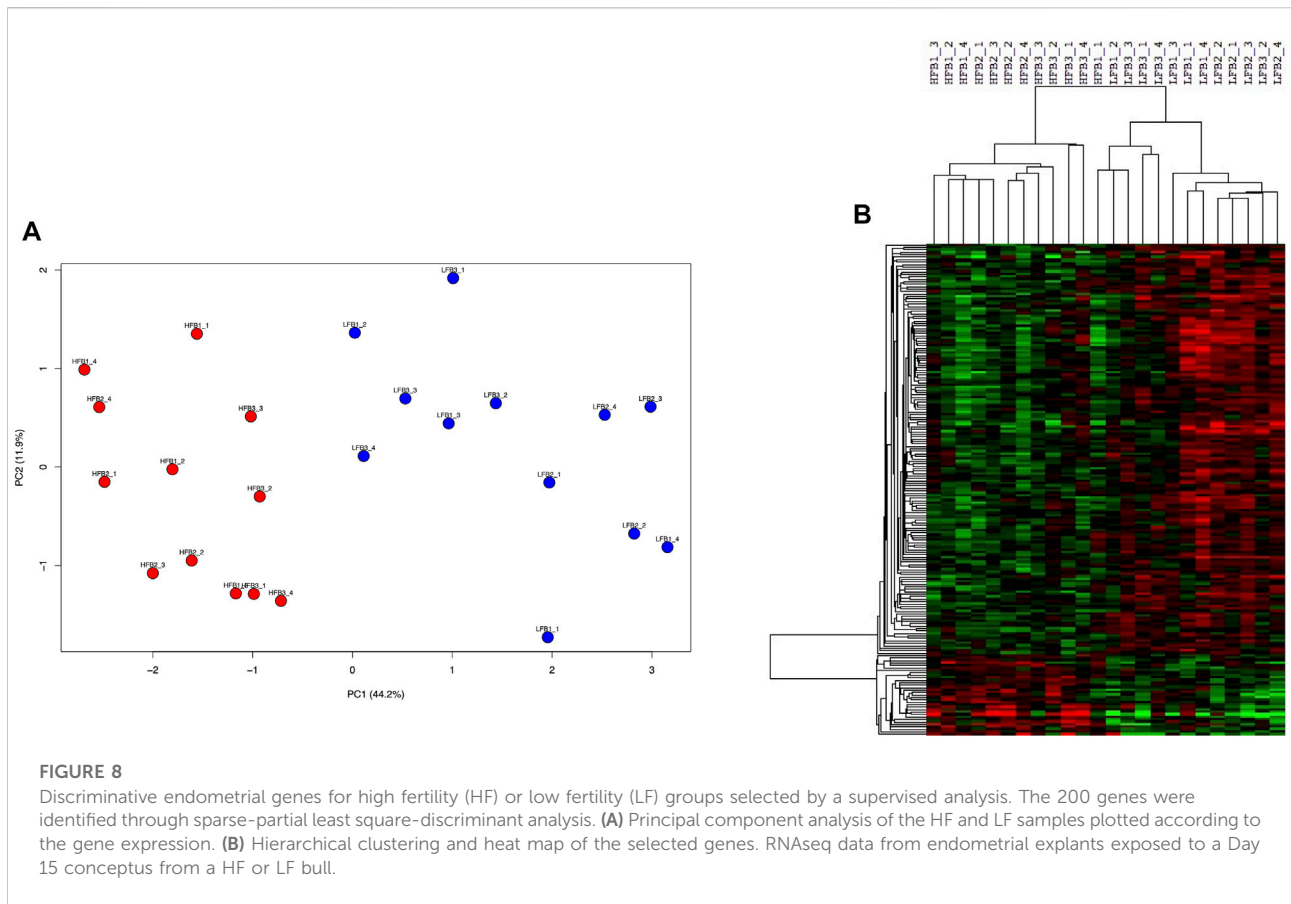 HFB1_3
HFB1_2
HFB1_4
HFB2_1
HFB2_3
HFB2_2
HFB2_4
HFB3_3
HFB3_2
HFB3_1
HFB3_4
HFB1_1
LFB1_2
LFB3_1
LFB3_3
LFB3_4
LFB1_3
LFB1_1
LFB1_4
LFB2_2
LFB2_1
LFB2_3
LFB3_2
LFB2_4
A
B
PC2 (11.9%)
2
1
0
−1
LFB3_1
HFB1_1
LFB1_2
HFB1_4
HFB2_4
HFB3_3
LFB3_3
LFB3_2
LFB1_3
LFB2_4
LFB2_3
LFB3_4
HFB1_2
HFB2_1
HFB3_2
LFB2_1
LFB2_2
LFB1_4
HFB2_2
HFB2_3
HFB3_1
HFB3_4
LFB1_1
−2
−1
0
1
2
3
PC1 (44.2%)
FIGURE 8
Discriminative endometrial genes for high fertility (HF) or low fertility (LF) groups selected by a supervised analysis. The 200 genes were
identified through sparse-partial least square-discriminant analysis. (A) Principal component analysis of the HF and LF samples plotted according to
the gene expression. (B) Hierarchical clustering and heat map of the selected genes. RNAseq data from endometrial explants exposed to a Day
15 conceptus from a HF or LF bull.